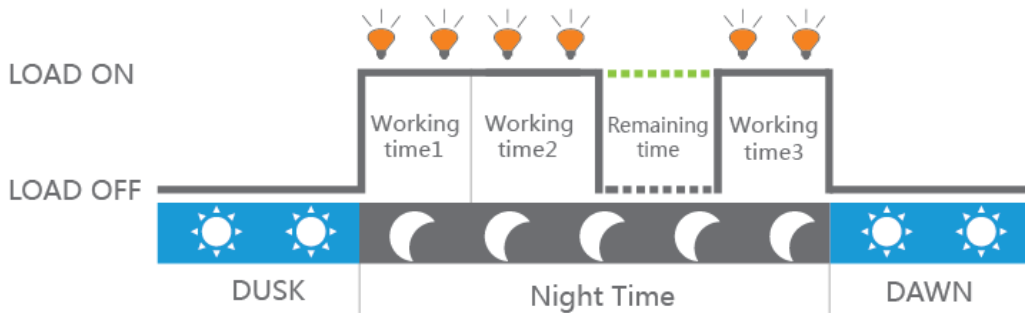 LOAD ON
Working
time1
Working
time2
Remaining
time
Working
time3
LOAD OFF
DUSK
Night Time
DAWN